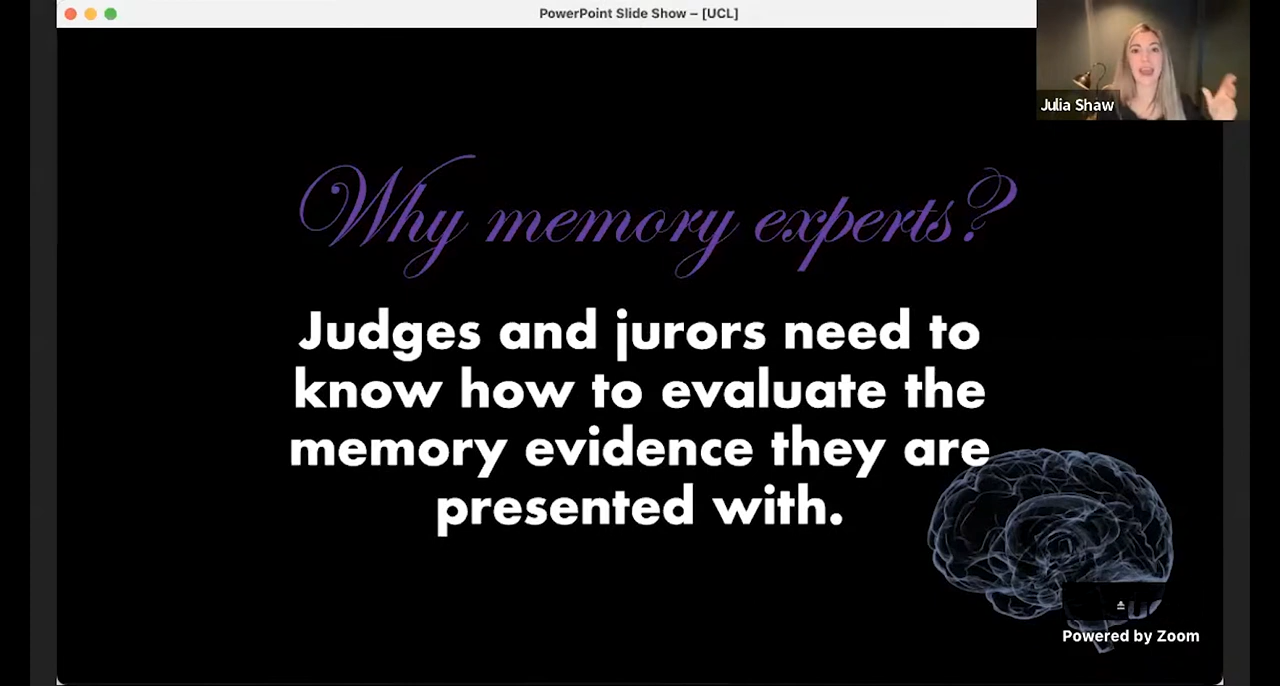 PowerPoint Slide Show – [UCL]
Julia Shaw
Why memory experts?
Judges and jurors need to
know how to evaluate the
memory evidence they are
presented with.
Powered by Zoom